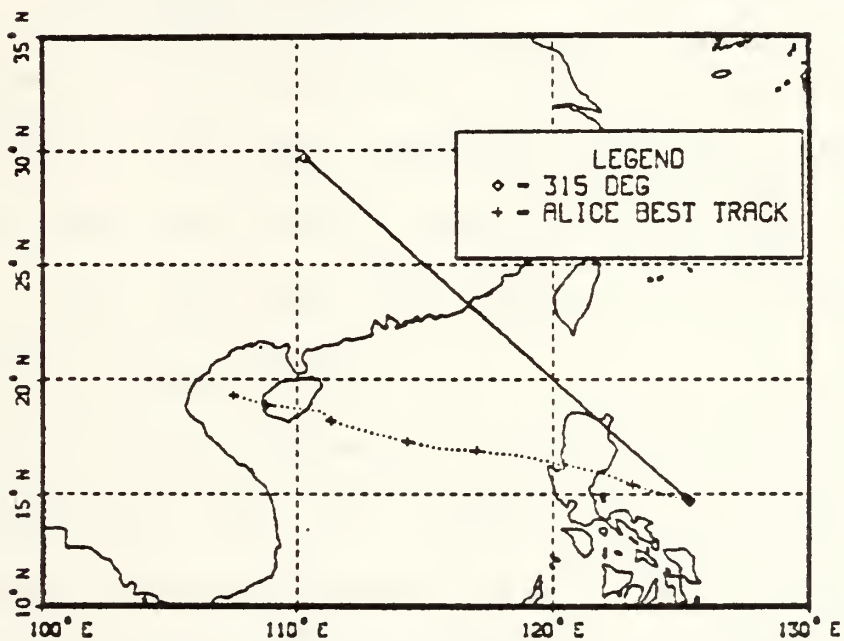 35° N
30° N
25° N
20° N
15° N
10° N
LEGEND
◇ - 315 DEG
+ - ALICE BEST TRACK
100° E
110° E
120° E
130° E